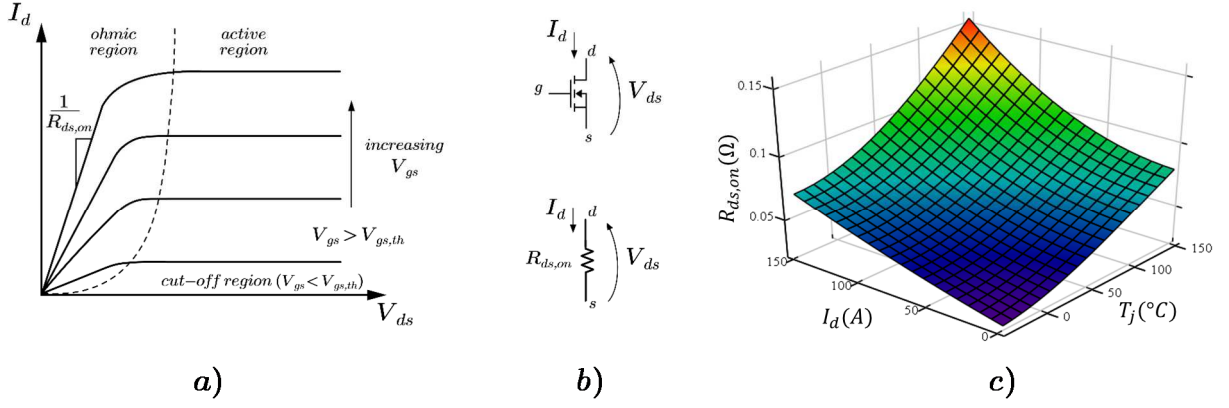 I_d
ohmic region
active region
1/R_ds,on
increasing V_gs
V_gs > V_gs,th
cut-off region (V_gs < V_gs,th)
V_ds
a)
I_d
d
g
V_ds
s
I_d
d
R_ds,on
V_ds
s
b)
R_ds,on(Ω)
0.15
0.1
0.05
150
100
50
0
I_d(A)
150
100
50
0
T_j(°C)
c)